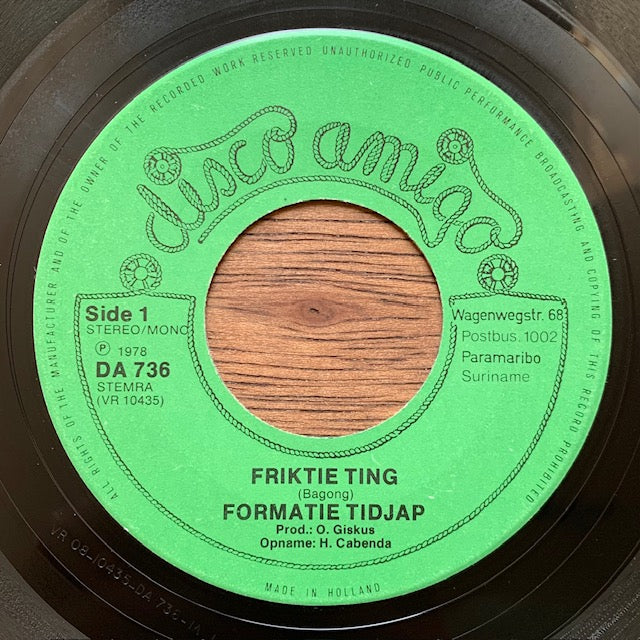 ALL RIGHTS OF THE MANUFACTURER AND OF THE OWNER OF THE RECORDED WORK RESERVED UNAUTHORIZED PUBLIC PERFORMANCE BROADCASTING AND COPYING OF THIS RECORD PROHIBITED
disco amigo
Side 1
STEREO/MONO
Ⓟ 1978
DA 736
STEMRA
(VR 10435)
Wagenwegstr. 68
Postbus. 1002
Paramaribo
Suriname
FRIKTIE TING
(Bagong)
FORMATIE TIDJAP
Prod.: O. Giskus
Opname: H. Cabenda
MADE IN HOLLAND